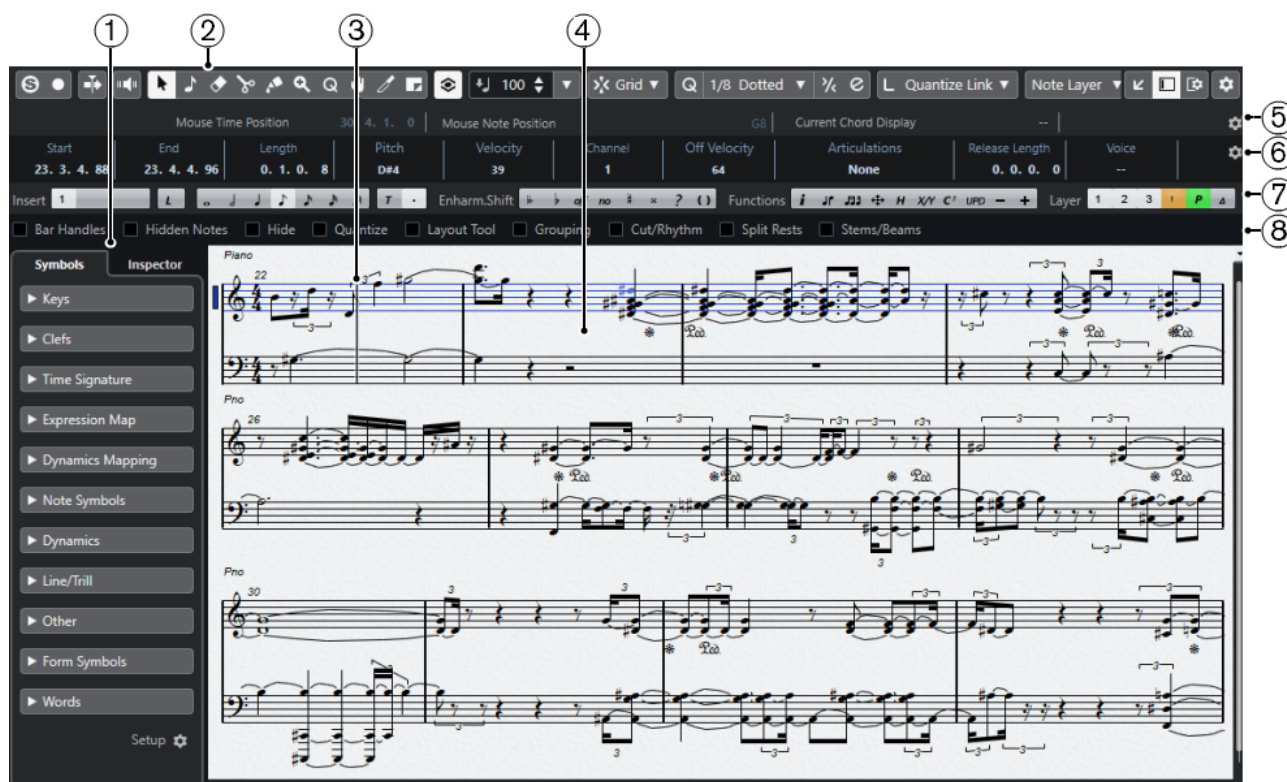 1 2 3 4
100 Grid Q 1/8 Dotted L Quantize Link Note Layer
Mouse Time Position 30. 4. 1. 0 Mouse Note Position G8 Current Chord Display -- 5
Start End Length Pitch Velocity Channel Off Velocity Articulations Release Length Voice 6
23. 3. 4. 88 23. 4. 4. 96 0. 1. 0. 8 D#4 39 1 64 None 0. 0. 0. 0 --
Insert 1 L T . Enharm.Shift no ? ( ) Functions i H X/Y C7 UPD − + Layer 1 2 3 ! P 7
Bar Handles Hidden Notes Hide Quantize Layout Tool Grouping Cut/Rhythm Split Rests Stems/Beams 8
Symbols Inspector
Keys
Clefs
Time Signature
Expression Map
Dynamics Mapping
Note Symbols
Dynamics
Line/Trill
Other
Form Symbols
Words
Setup
Piano
22
Pno
26
Pno
30